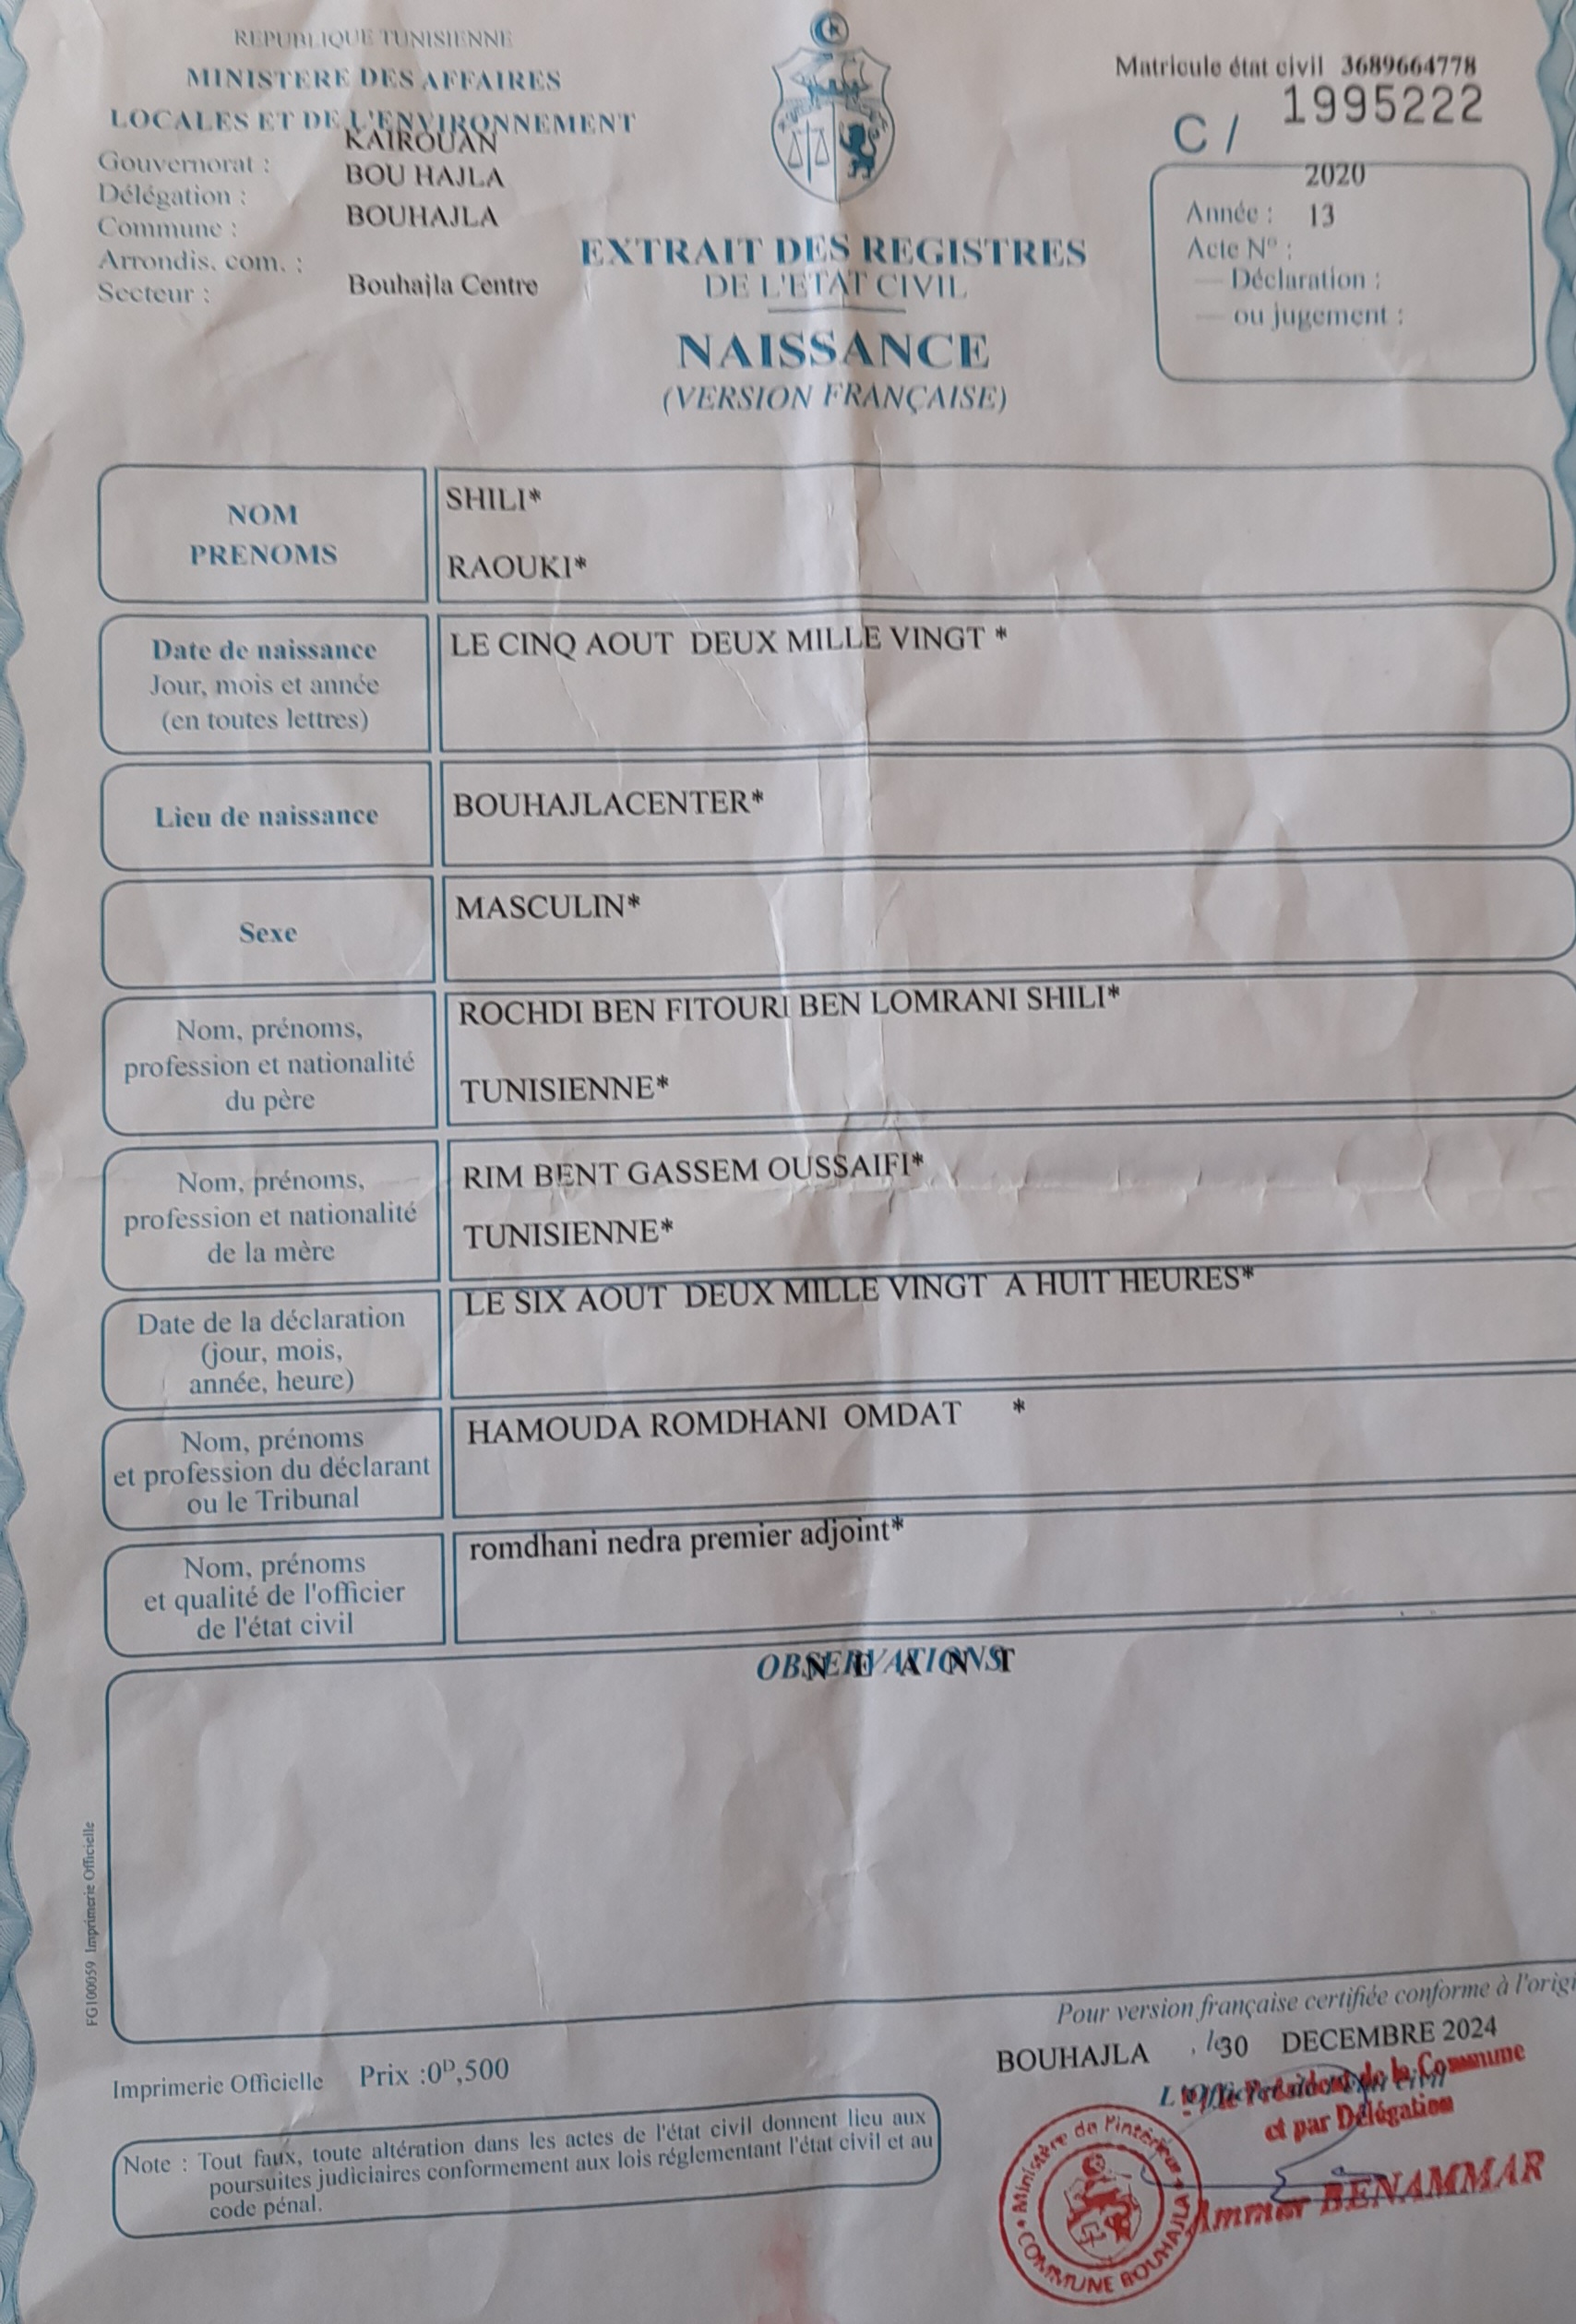 REPUBLIQUE TUNISIENNE
MINISTERE DES AFFAIRES
LOCALES ET DE L'ENVIRONNEMENT
Gouvernorat : KAIROUAN
Délégation : BOU HAJLA
Commune : BOUHAJLA
Arrondis. com. :
Secteur : Bouhajla Centre
Matricule état civil 3689664778
C / 1995222
2020
Année : 13
Acte N° :
— Déclaration :
— ou jugement :
EXTRAIT DES REGISTRES
DE L'ETAT CIVIL
NAISSANCE
(VERSION FRANÇAISE)
NOM
PRENOMS
SHILI*
RAOUKI*
Date de naissance
Jour, mois et année
(en toutes lettres)
LE CINQ AOUT DEUX MILLE VINGT *
Lieu de naissance
BOUHAJLACENTER*
Sexe
MASCULIN*
Nom, prénoms,
profession et nationalité
du père
ROCHDI BEN FITOURI BEN LOMRANI SHILI*
TUNISIENNE*
Nom, prénoms,
profession et nationalité
de la mère
RIM BENT GASSEM OUSSAIFI*
TUNISIENNE*
Date de la déclaration
(jour, mois,
année, heure)
LE SIX AOUT DEUX MILLE VINGT A HUIT HEURES*
Nom, prénoms
et profession du déclarant
ou le Tribunal
HAMOUDA ROMDHANI OMDAT *
Nom, prénoms
et qualité de l'officier
de l'état civil
romdhani nedra premier adjoint*
OBSERVATIONS
NEANT
FG100059 Imprimerie Officielle
Pour version française certifiée conforme à l'origi
BOUHAJLA , le 30 DECEMBRE 2024
L'Officier de l'état civil
le Président de la Commune
et par Délégation
Ammar BENAMMAR
Ministère de l'intérieur
COMMUNE BOUHAJLA
Imprimerie Officielle Prix :0D,500
Note : Tout faux, toute altération dans les actes de l'état civil donnent lieu aux
poursuites judiciaires conformement aux lois réglementant l'état civil et au
code pénal.